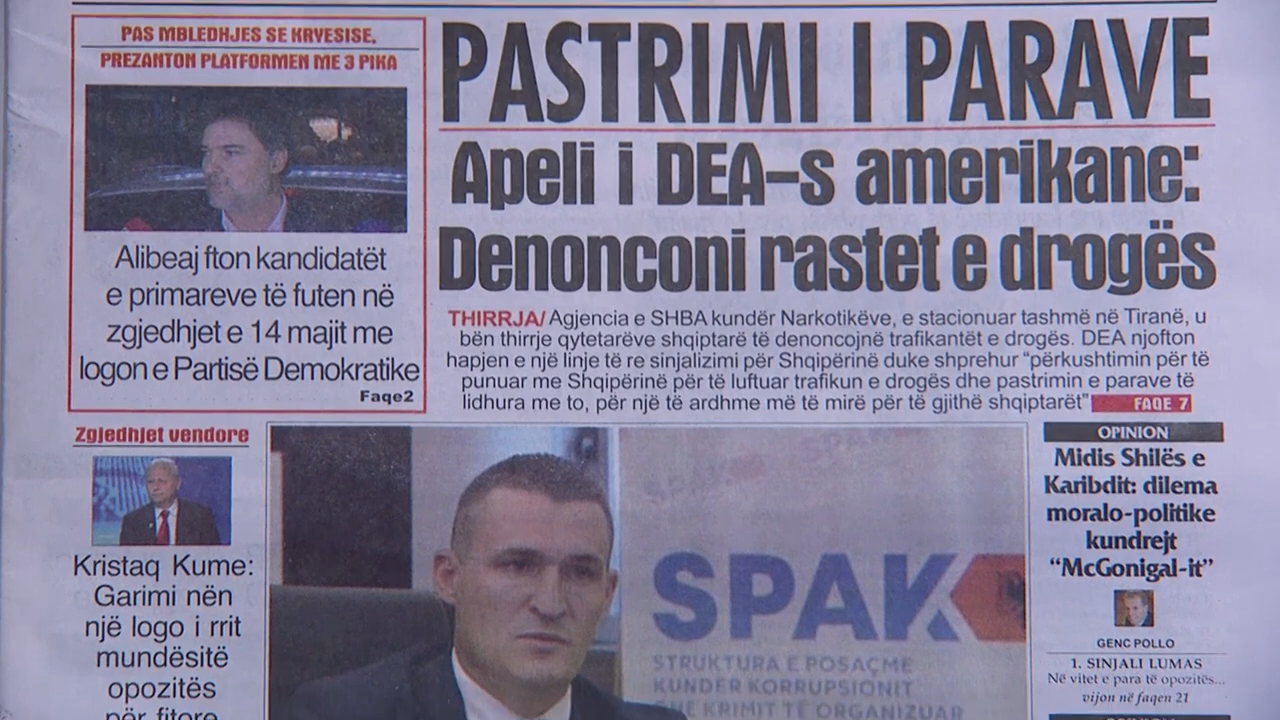 PAS MBLEDHJES SE KRYESISE,
PREZANTON PLATFORMEN ME 3 PIKA
Alibeaj fton kandidatët
e primareve të futen në
zgjedhjet e 14 majit me
logon e Partisë Demokratike
Faqe2
PASTRIMI I PARAVE
Apeli i DEA-s amerikane:
Denonconi rastet e drogës
THIRRJA/ Agjencia e SHBA kundër Narkotikëve, e stacionuar tashmë në Tiranë, u
bën thirrje qytetarëve shqiptarë të denoncojnë trafikantët e drogës. DEA njofton
hapjen e një linje të re sinjalizimi për Shqipërinë duke shprehur “përkushtimin për të
punuar me Shqipërinë për të luftuar trafikun e drogës dhe pastrimin e parave të
lidhura me to, për një të ardhme më të mirë për të gjithë shqiptarët”
FAQE 7
Zgjedhjet vendore
Kristaq Kume:
Garimi nën
një logo i rrit
mundësitë
opozitës
për fitore
SPAK
STRUKTURA E POSAÇME
KUNDER KORRUPSIONIT
DHE KRIMIT TE ORGANIZUAR
OPINION
Midis Shilës e
Karibdit: dilema
moralo-politike
kundrejt
“McGonigal-it”
GENC POLLO
1. SINJALI LUMAS
Në vitet e para të opozitës...
vijon në faqen 21